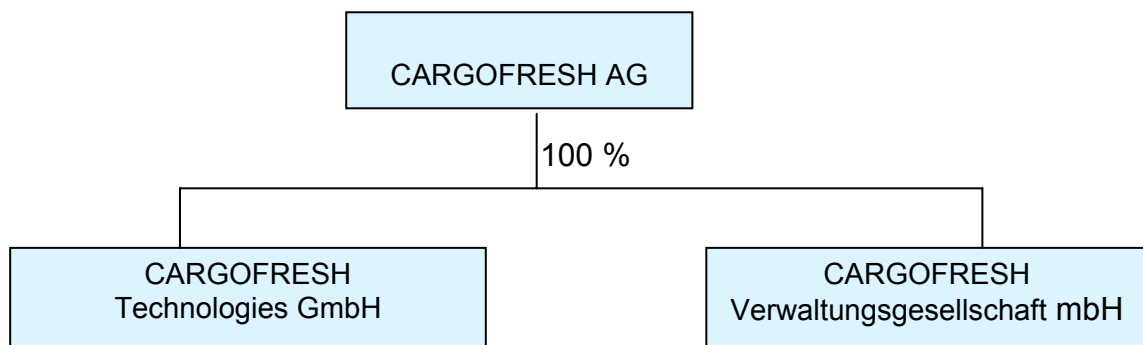 CARGOFRESH AG
100 %
CARGOFRESH
Technologies GmbH
CARGOFRESH
Verwaltungsgesellschaft mbH